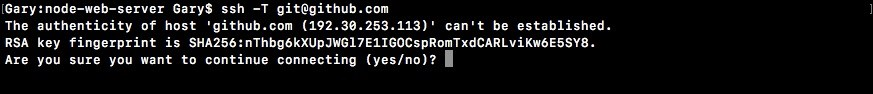 [Gary:node-web-server Gary$ ssh -T git@github.com ]
The authenticity of host 'github.com (192.30.253.113)' can't be established.
RSA key fingerprint is SHA256:nThbg6kXUpJWGl7E1IGOCspRomTxdCARLviKw6E5SY8.
Are you sure you want to continue connecting (yes/no)?